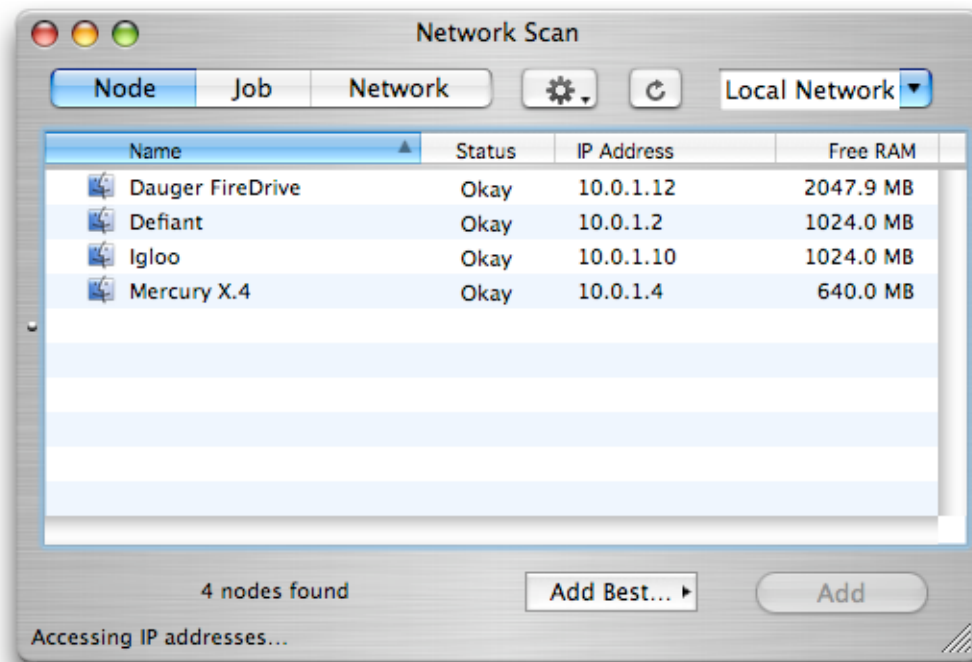 Network Scan
Node Job Network Local Network
Name Status IP Address Free RAM
Dauger FireDrive Okay 10.0.1.12 2047.9 MB
Defiant Okay 10.0.1.2 1024.0 MB
Igloo Okay 10.0.1.10 1024.0 MB
Mercury X.4 Okay 10.0.1.4 640.0 MB
4 nodes found Add Best... Add
Accessing IP addresses...